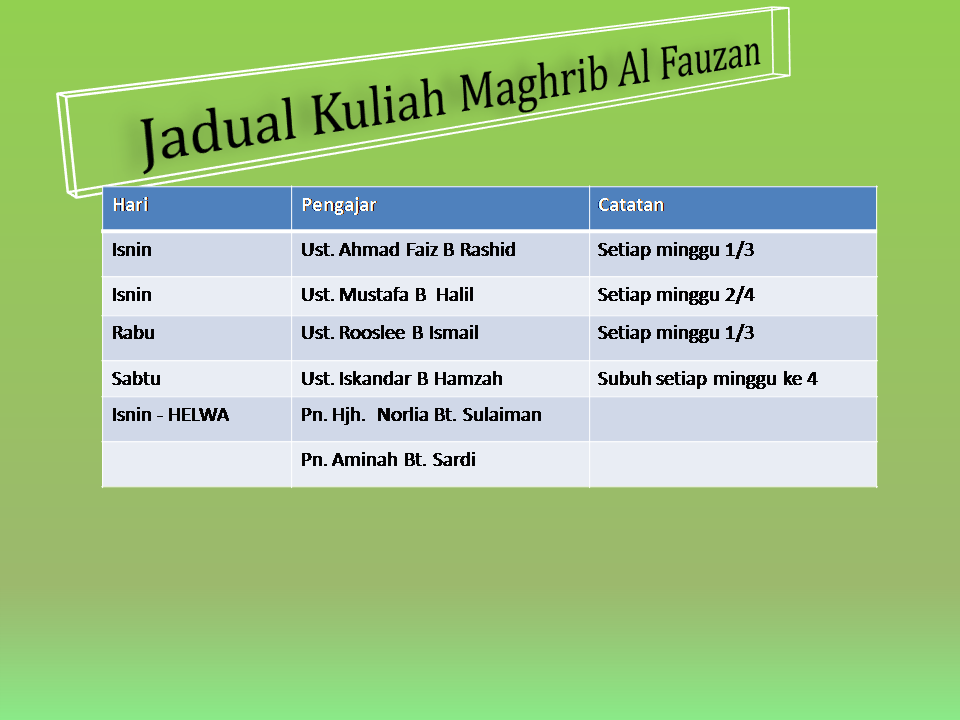 Jadual Kuliah Maghrib Al Fauzan
Hari Pengajar Catatan
Isnin Ust. Ahmad Faiz B Rashid Setiap minggu 1/3
Isnin Ust. Mustafa B Halil Setiap minggu 2/4
Rabu Ust. Rooslee B Ismail Setiap minggu 1/3
Sabtu Ust. Iskandar B Hamzah Subuh setiap minggu ke 4
Isnin - HELWA Pn. Hjh. Norlia Bt. Sulaiman
Pn. Aminah Bt. Sardi